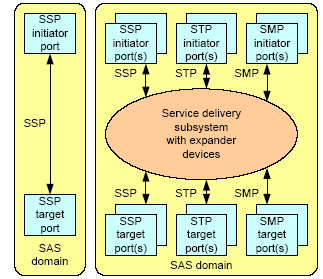 SSP
initiator
port
SSP
SSP
target
port
SAS
domain
SSP
initiator
port(s)
STP
initiator
port(s)
SMP
initiator
port(s)
SSP
STP
SMP
Service delivery
subsystem
with expander
devices
SSP
STP
SMP
SSP
target
port(s)
STP
target
port(s)
SMP
target
port(s)
SAS domain